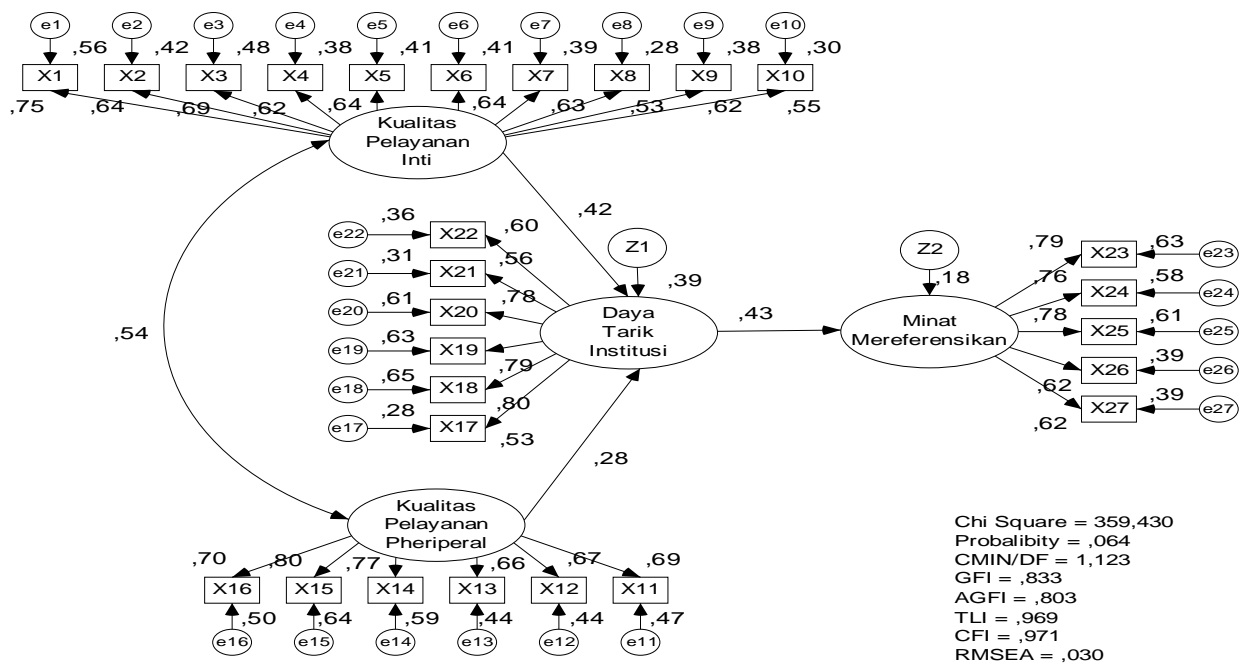 e1 e2 e3 e4 e5 e6 e7 e8 e9 e10
,56 ,42 ,48 ,38 ,41 ,41 ,39 ,28 ,38 ,30
X1 X2 X3 X4 X5 X6 X7 X8 X9 X10
,75 ,64 ,69 ,62 ,64 ,64 ,63 ,53 ,62 ,55
Kualitas
Pelayanan
Inti
,42
,54
e22 ,36 X22 ,60
e21 ,31 X21 ,56
e20 ,61 X20 ,78
e19 ,63 X19 ,79
e18 ,65 X18 ,80
e17 ,28 X17 ,53
Z1
,39
Daya
Tarik
Institusi
,43
Z2
,18
Minat
Mereferensikan
,79 X23 ,63 e23
,76 X24 ,58 e24
,78 X25 ,61 e25
,62 X26 ,39 e26
,62 X27 ,39 e27
,28
Kualitas
Pelayanan
Pheriperal
,70 ,80 ,77 ,66 ,67 ,69
X16 X15 X14 X13 X12 X11
,50 ,64 ,59 ,44 ,44 ,47
e16 e15 e14 e13 e12 e11
Chi Square = 359,430
Probalibity = ,064
CMIN/DF = 1,123
GFI = ,833
AGFI = ,803
TLI = ,969
CFI = ,971
RMSEA = ,030